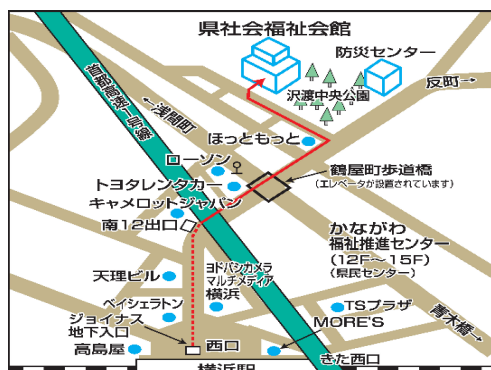 県社会福祉会館
防災センター
反町
沢渡中央公園
首都高速1号線
浅間町
ほっともっと
ローソン
鶴屋町歩道橋
(エレベータが設置されています)
トヨタレンタカー
キャメロットジャパン
南12出口
かながわ
福祉推進センター
(12F~15F)
(県民センター)
天理ビル
ヨドバシカメラ
マルチメディア
横浜
ベイシェラトン
TSプラザ
青木橋
ジョイナス
地下入口
MORE'S
高島屋
西口
きた西口
横浜駅